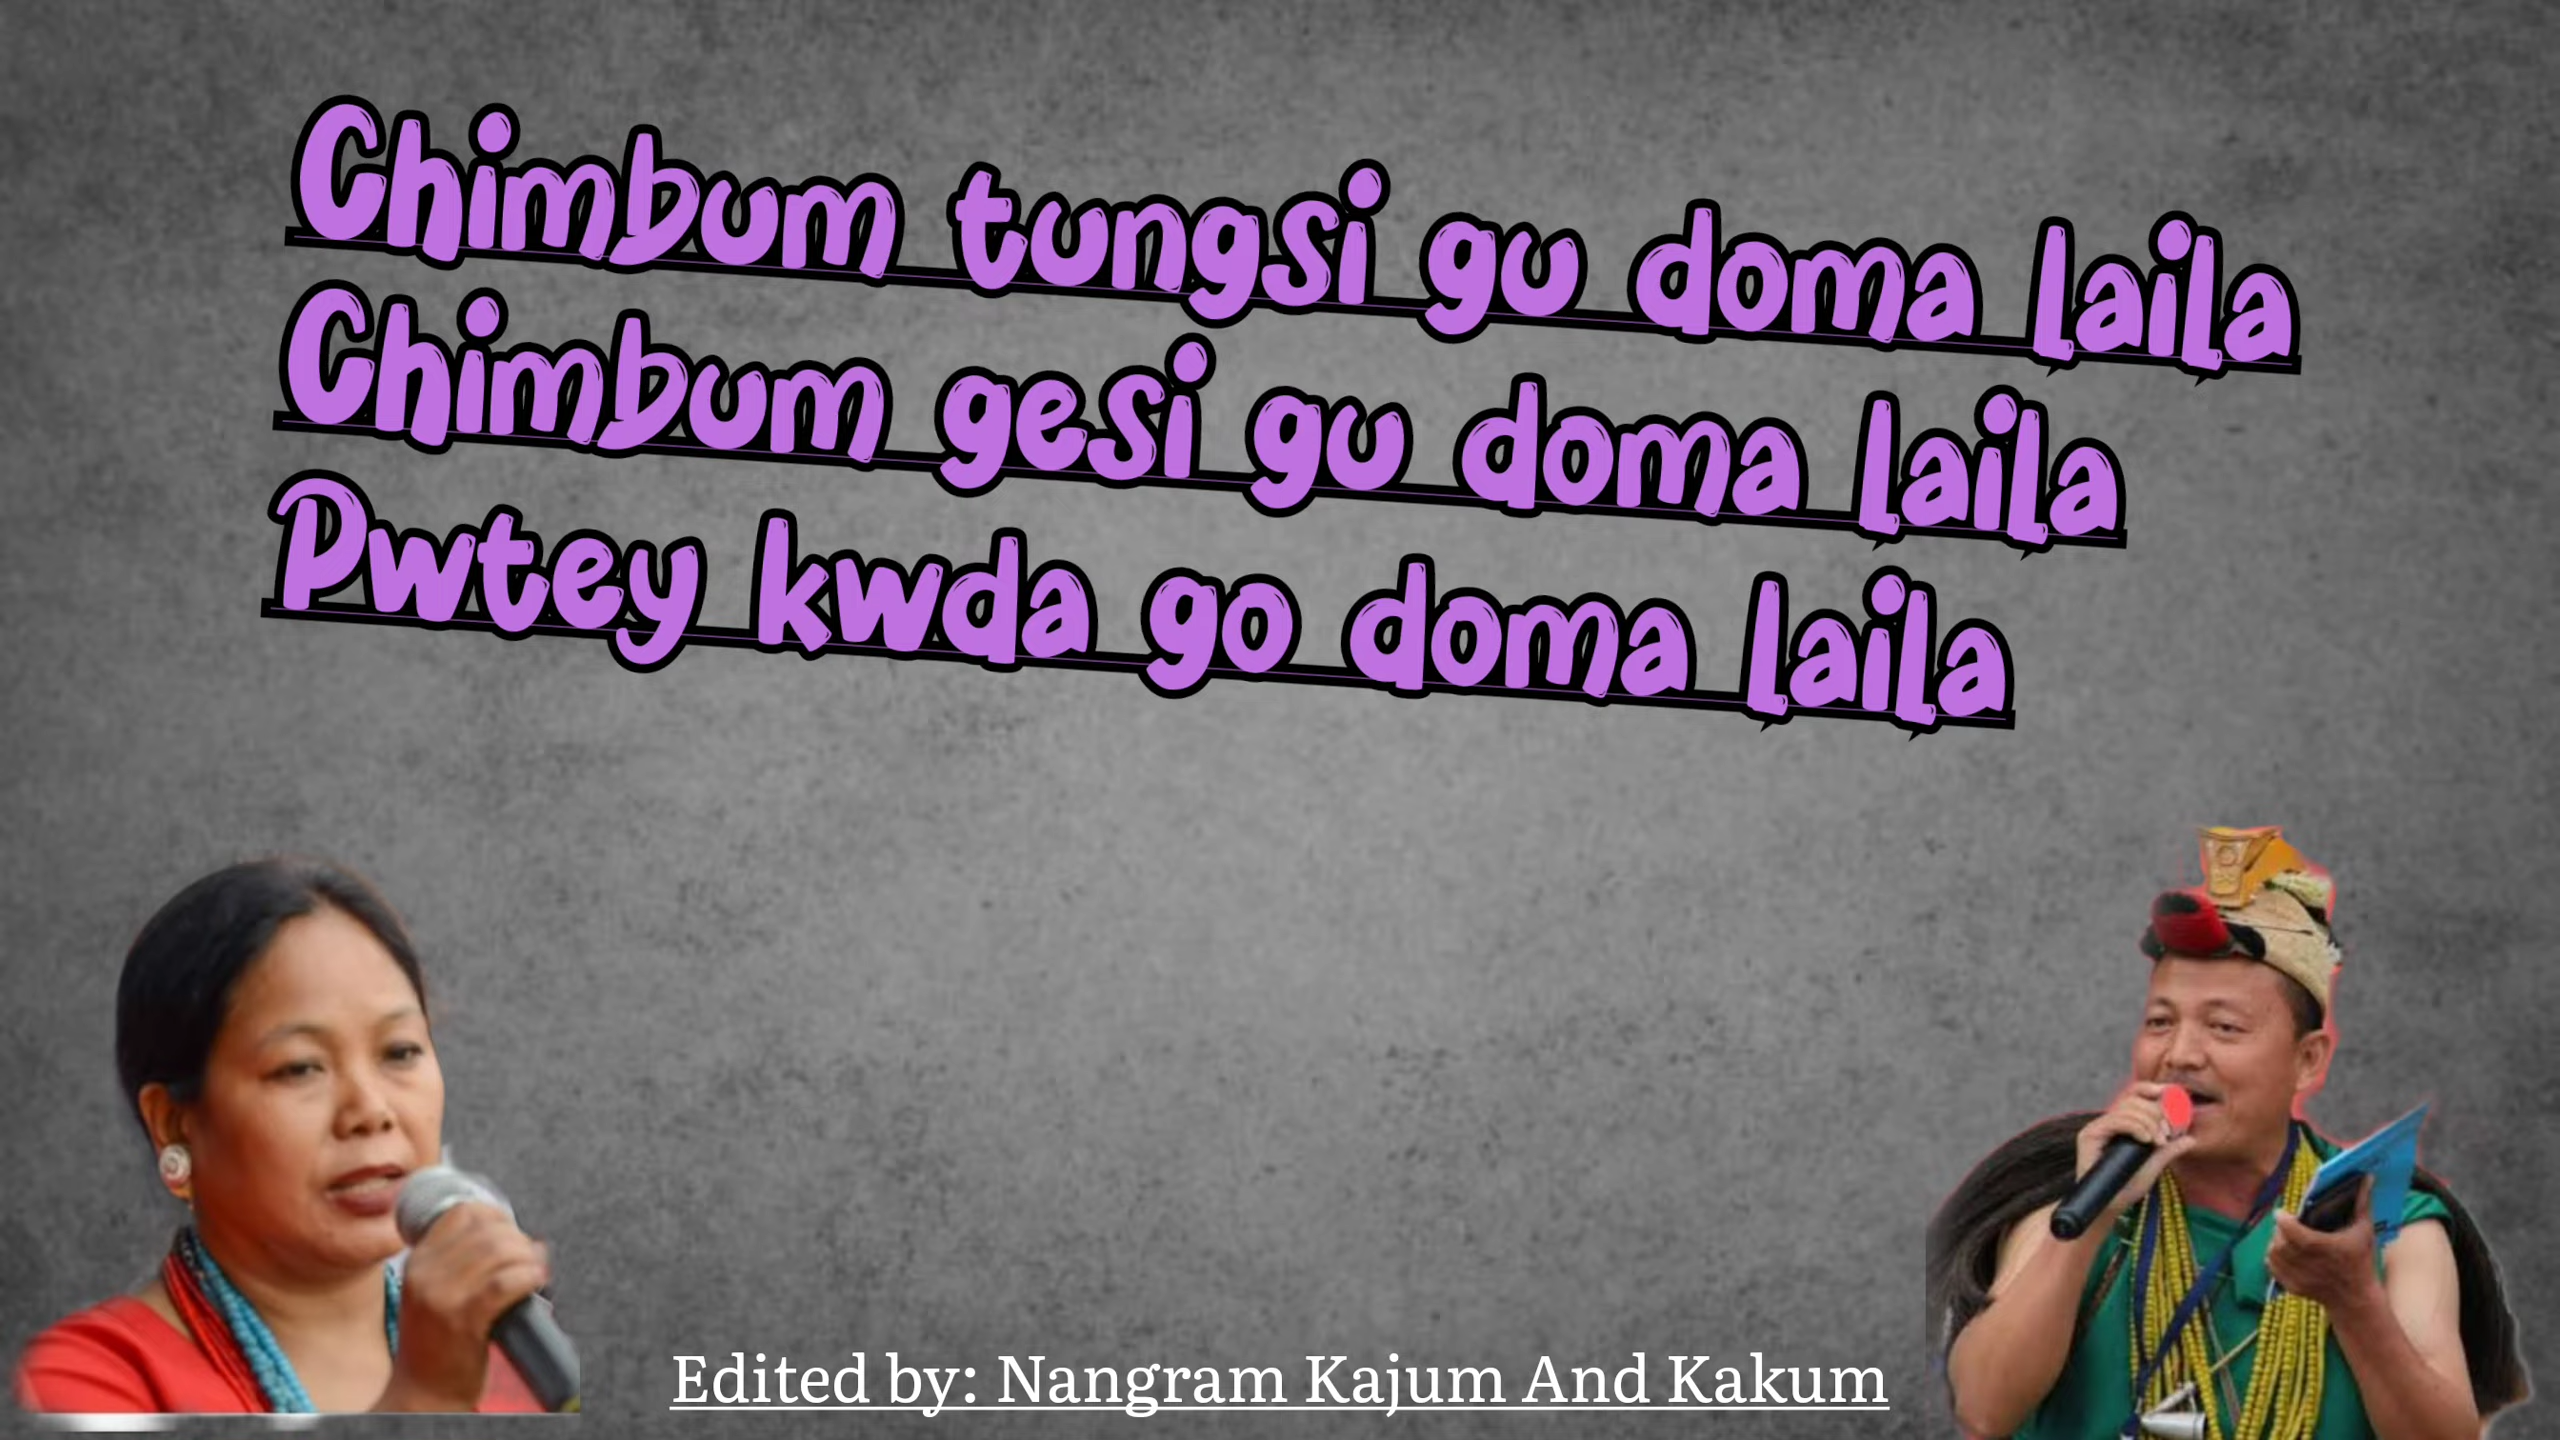 Chimbum tungsi gu doma laila
Chimbum gesi gu doma laila
Pwtey kwda go doma laila
Edited by: Nangram Kajum And Kakum